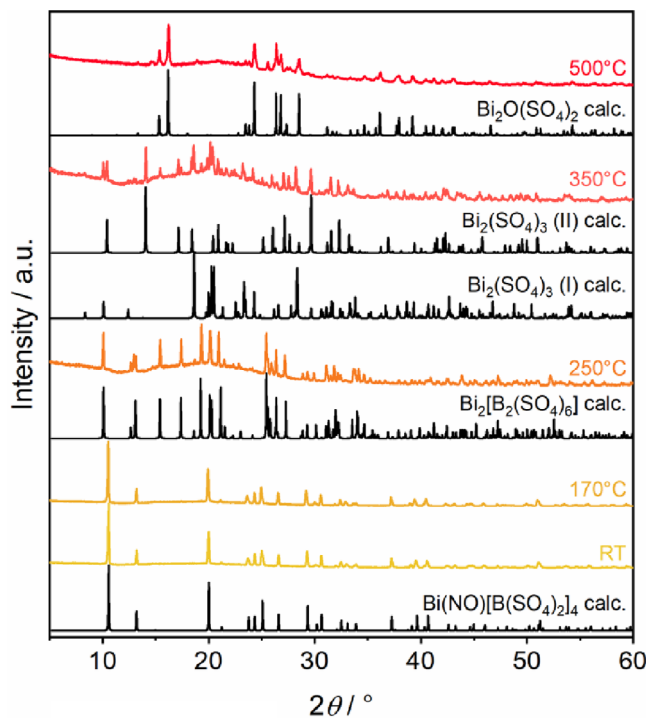 500°C
Bi₂O(SO₄)₂ calc.
350°C
Bi₂(SO₄)₃ (II) calc.
Bi₂(SO₄)₃ (I) calc.
250°C
Bi₂[B₂(SO₄)₆] calc.
170°C
RT
Bi(NO)[B(SO₄)₂]₄ calc.
Intensity / a.u.
10 20 30 40 50 60
2θ / °